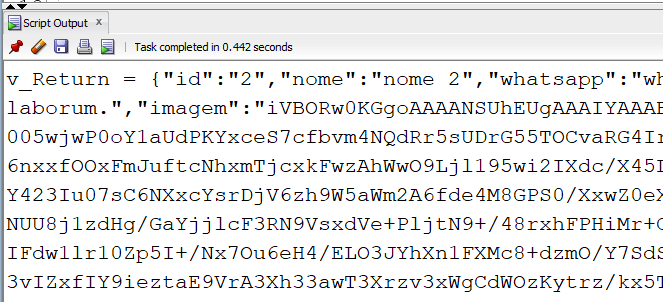 Script Output x
Task completed in 0.442 seconds
v_Return = {"id":"2","nome":"nome 2","whatsapp":"wh
laborum.","imagem":"iVBORw0KGgoAAAANSUhEUgAAAIYAAAE
005wjwP0oY1aUdPKYxceS7cfbvm4NQdRr5sUDrG55TOCvaRG4Ir
6nxxfOOxFmJuftcNhxmTjcxkFwzAhWwO9Ljl195wi2IXdc/X45I
Y423Iu07sC6NXxcYsrDjV6zh9W5aWm2A6fde4M8GPS0/XxwZ0eX
NUU8j1zdHg/GaYjjlcF3RN9VsxdVe+PljtN9+/48rxhFPHiMr+C
IFdw1lr10Zp5I+/Nx7Ou6eH4/ELO3JYhXn1FXMc8+dzmO/Y7SdS
3vIZxfIY9ieztaE9VrA3Xh33awT3Xrzv3xWgCdWOzKytrz/kx5T